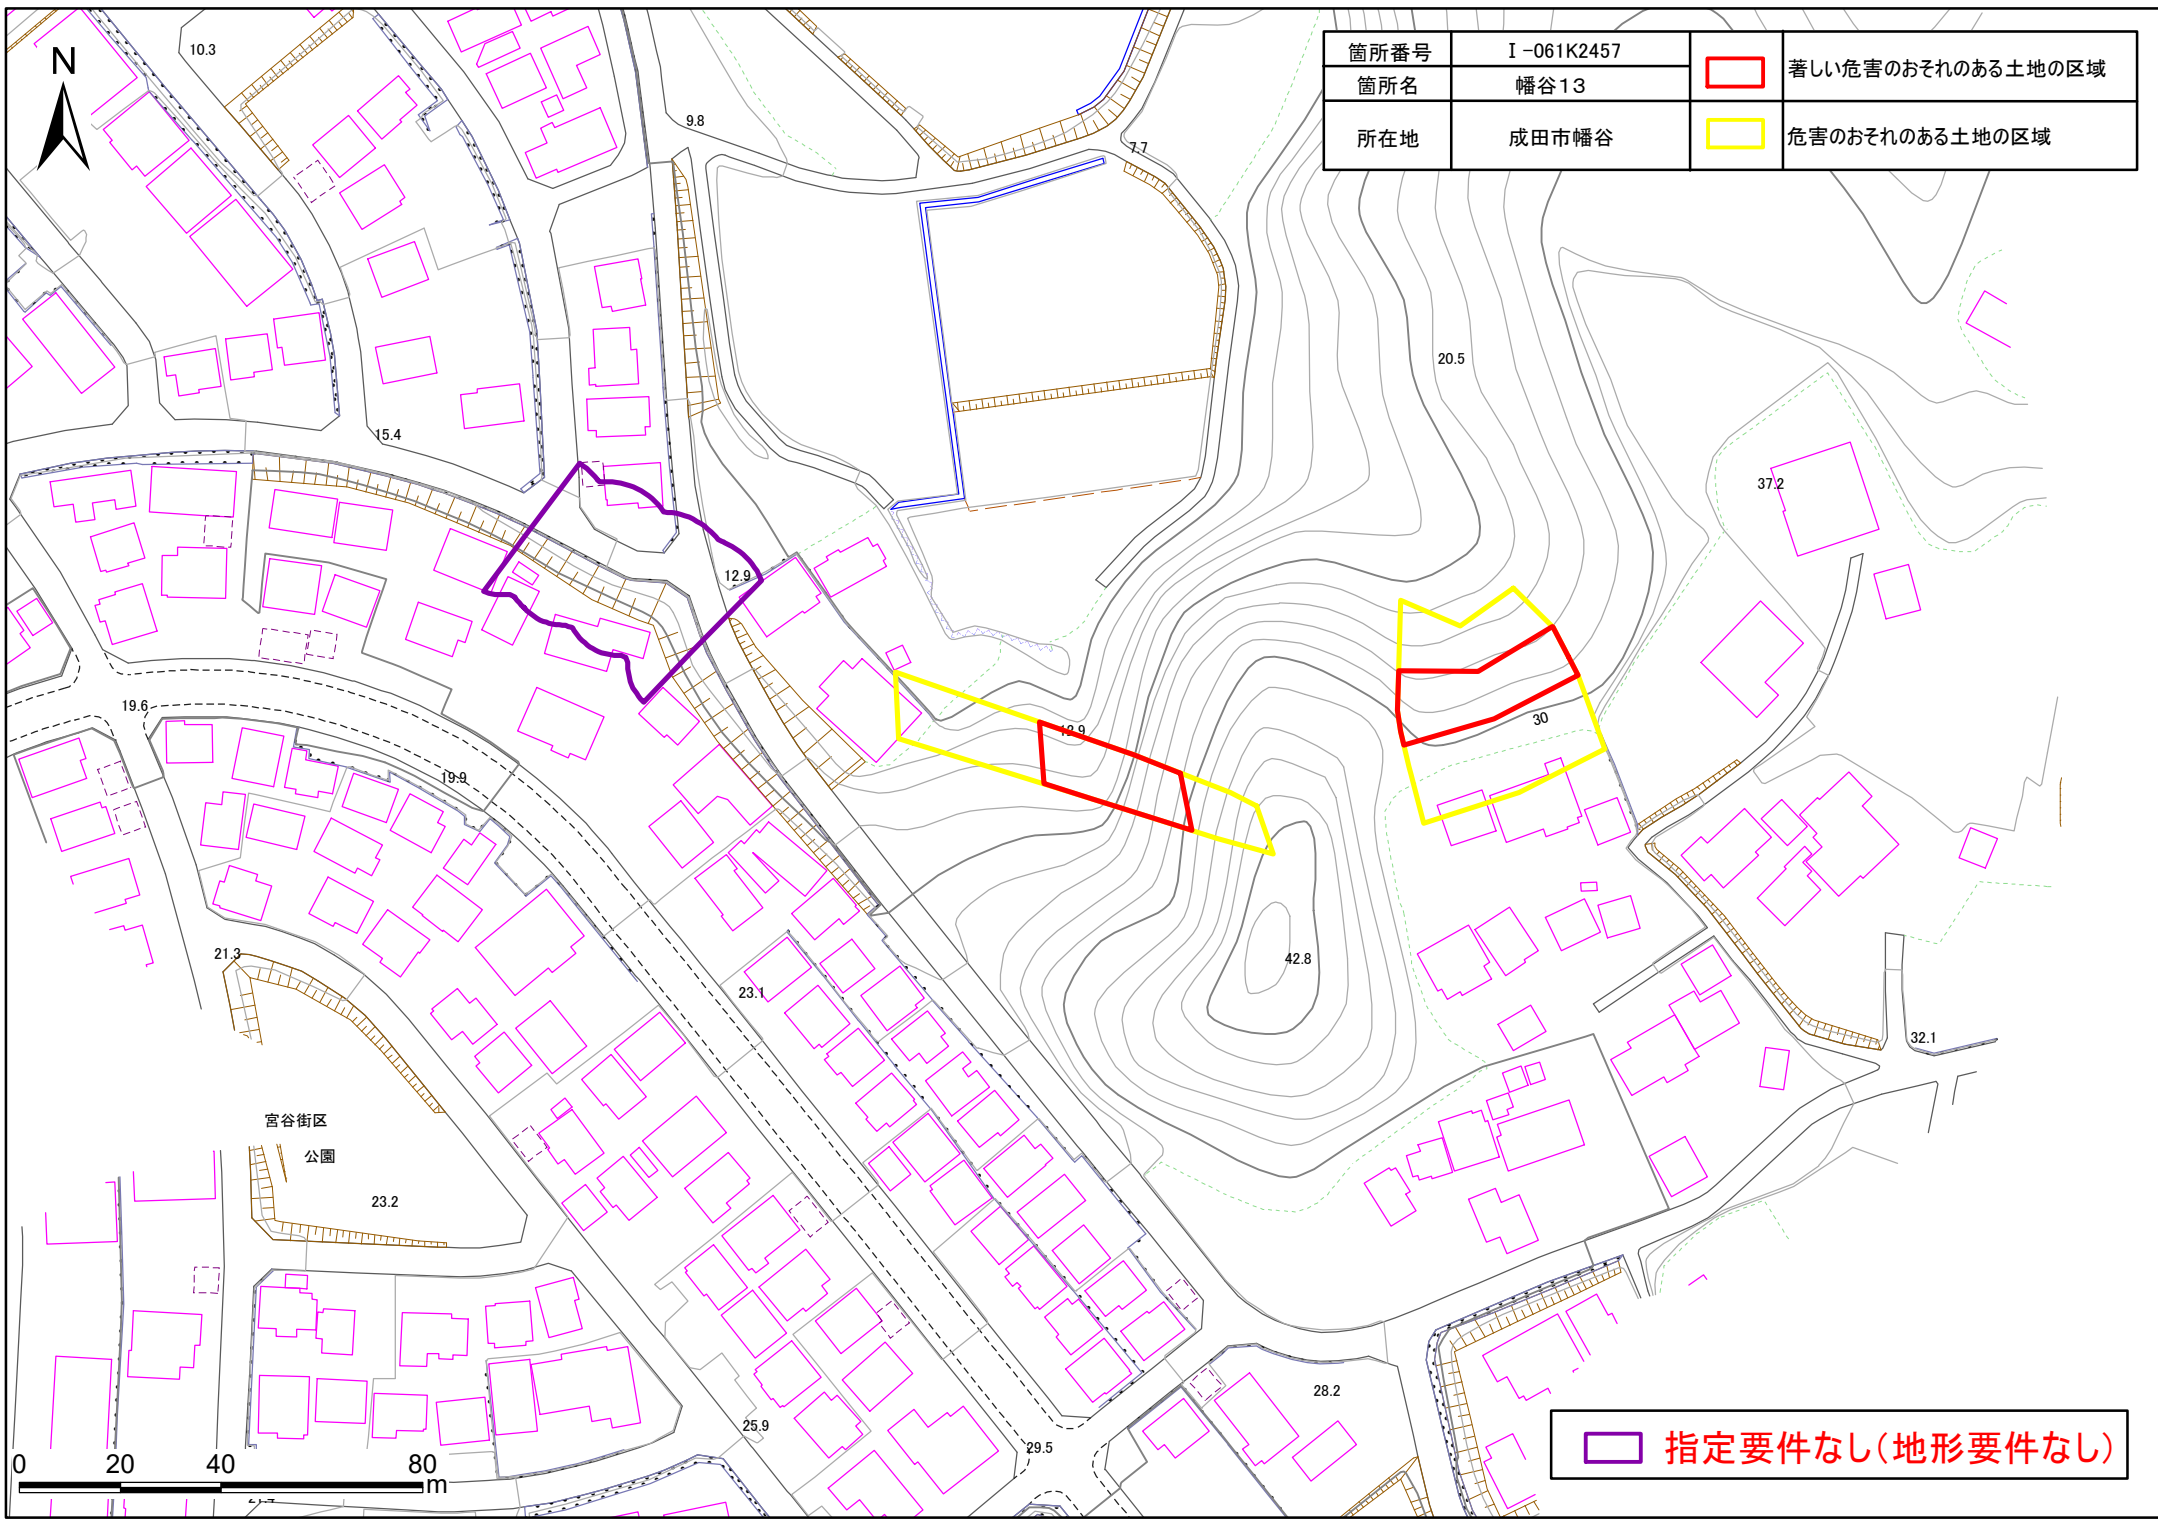 N
箇所番号 Ⅰ-061K2457 著しい危害のおそれのある土地の区域
箇所名 幡谷13
所在地 成田市幡谷 危害のおそれのある土地の区域
10.3
9.8
7.7
20.5
15.4
37.2
12.9
12.9
30
19.6
19.9
21.3
42.8
23.1
32.1
宮谷街区
公園
23.2
28.2
25.9
29.5
0 20 40 80
m
指定要件なし(地形要件なし)